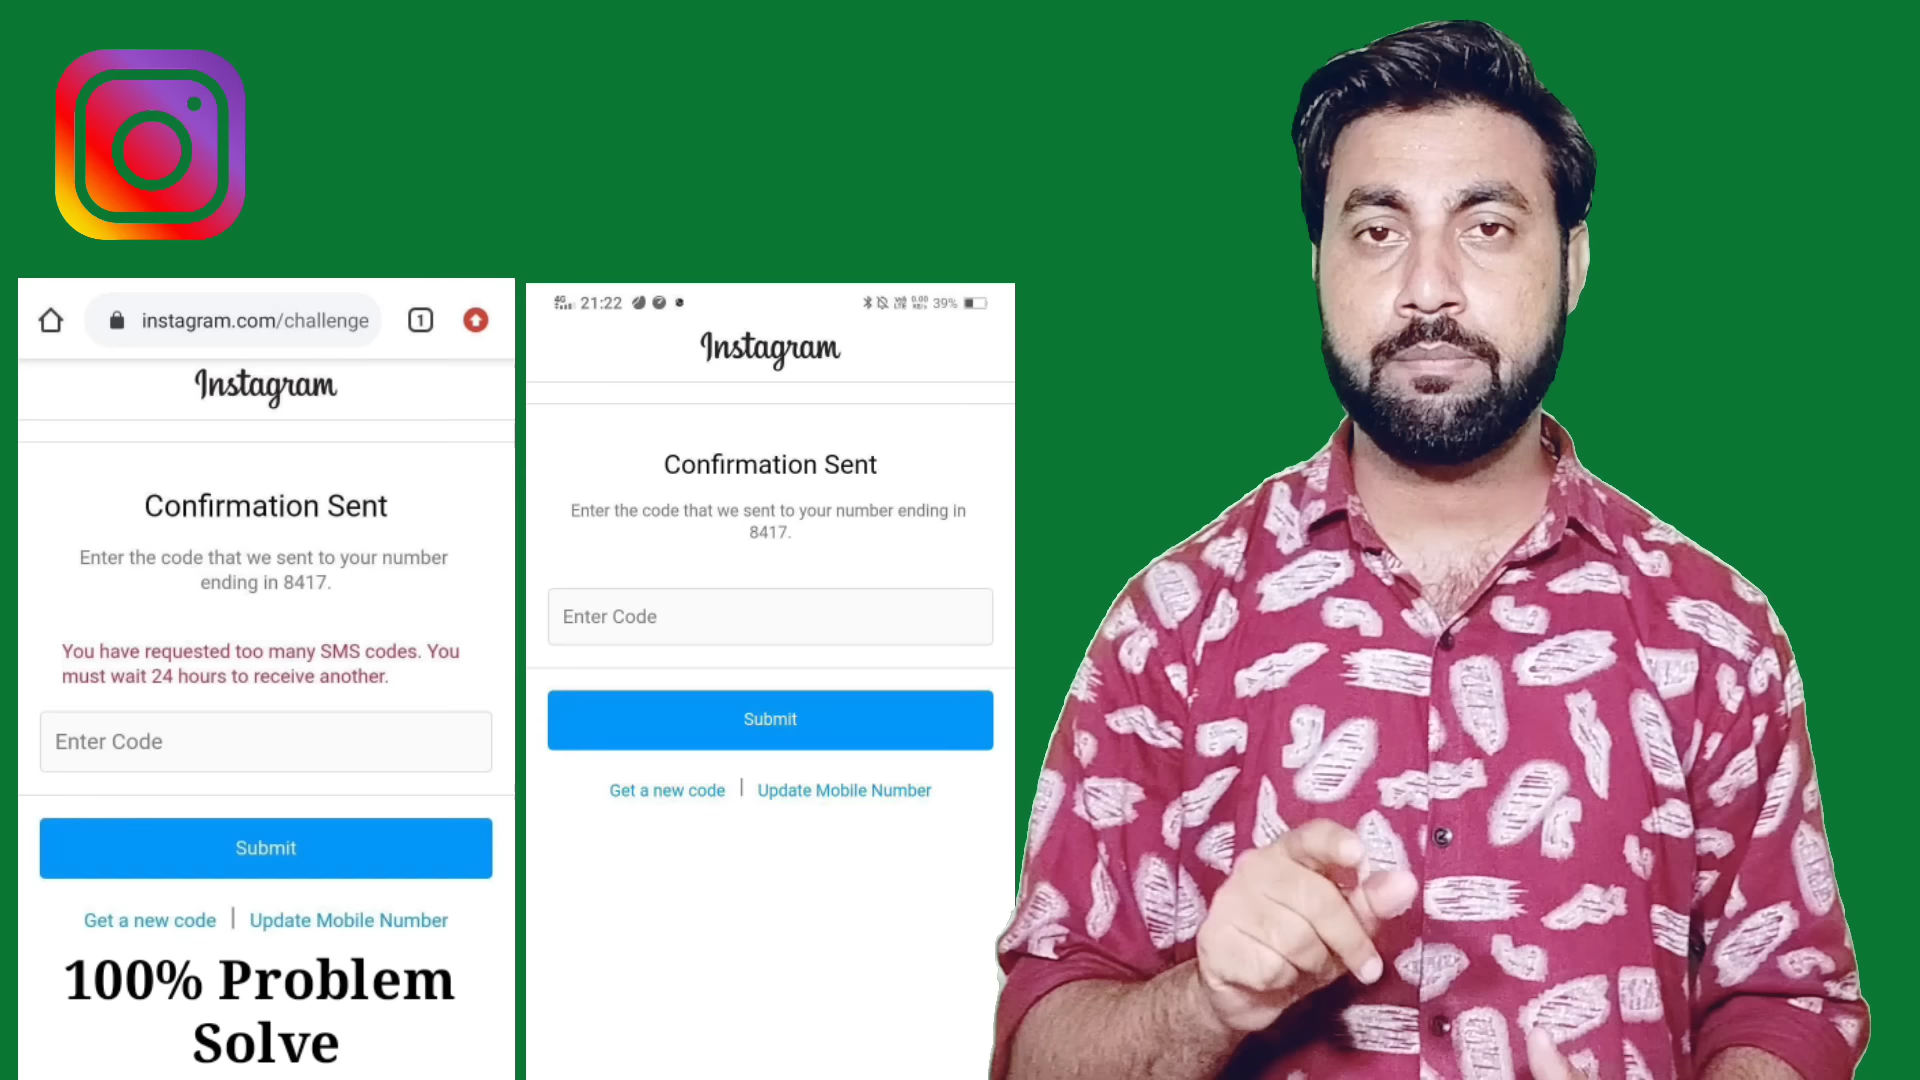 instagram.com/challenge
1
Instagram
Confirmation Sent
Enter the code that we sent to your number
ending in 8417.
You have requested too many SMS codes. You
must wait 24 hours to receive another.
Enter Code
Submit
Get a new code | Update Mobile Number
100% Problem
Solve
4G 21:22 39%
Instagram
Confirmation Sent
Enter the code that we sent to your number ending in
8417.
Enter Code
Submit
Get a new code | Update Mobile Number